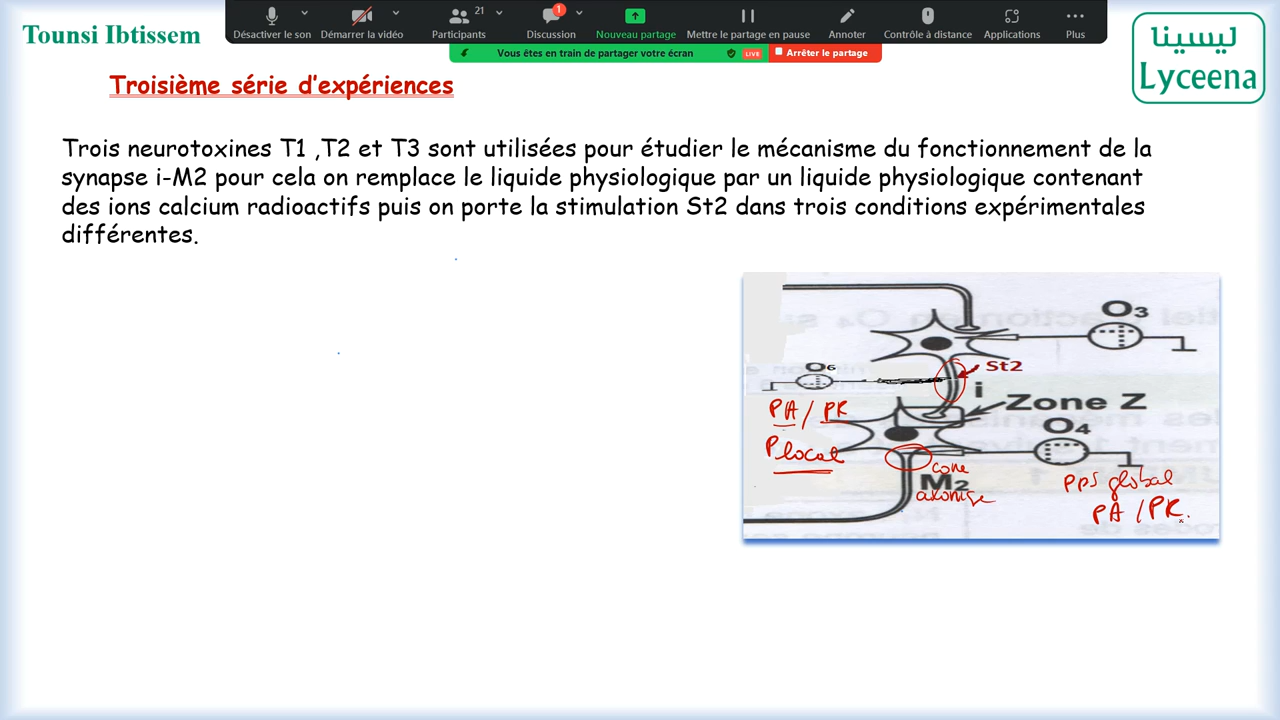 Tounsi Ibtissem
Désactiver le son
Démarrer la vidéo
Participants
21
Discussion
1
Nouveau partage
Mettre le partage en pause
Annoter
Contrôle à distance
Applications
Plus
Vous êtes en train de partager votre écran
LIVE
Arrêter le partage
ليسينا
Lyceena
Troisième série d'expériences
Trois neurotoxines T1 ,T2 et T3 sont utilisées pour étudier le mécanisme du fonctionnement de la
synapse i-M2 pour cela on remplace le liquide physiologique par un liquide physiologique contenant
des ions calcium radioactifs puis on porte la stimulation St2 dans trois conditions expérimentales
différentes.
O3
O6
St2
i
Zone Z
PA / PR
O4
P local
cone
M2
axonique
PPS global
PA / PR.